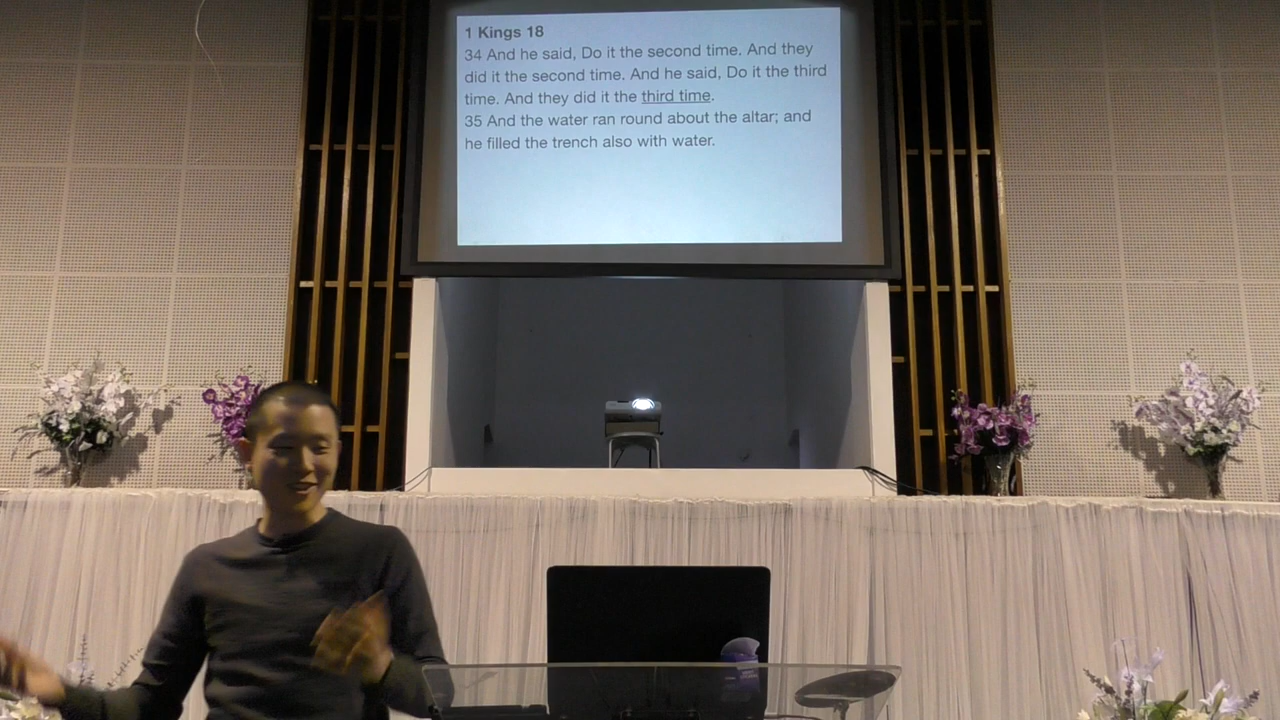 1 Kings 18
34 And he said, Do it the second time. And they
did it the second time. And he said, Do it the third
time. And they did it the third time.
35 And the water ran round about the altar; and
he filled the trench also with water.